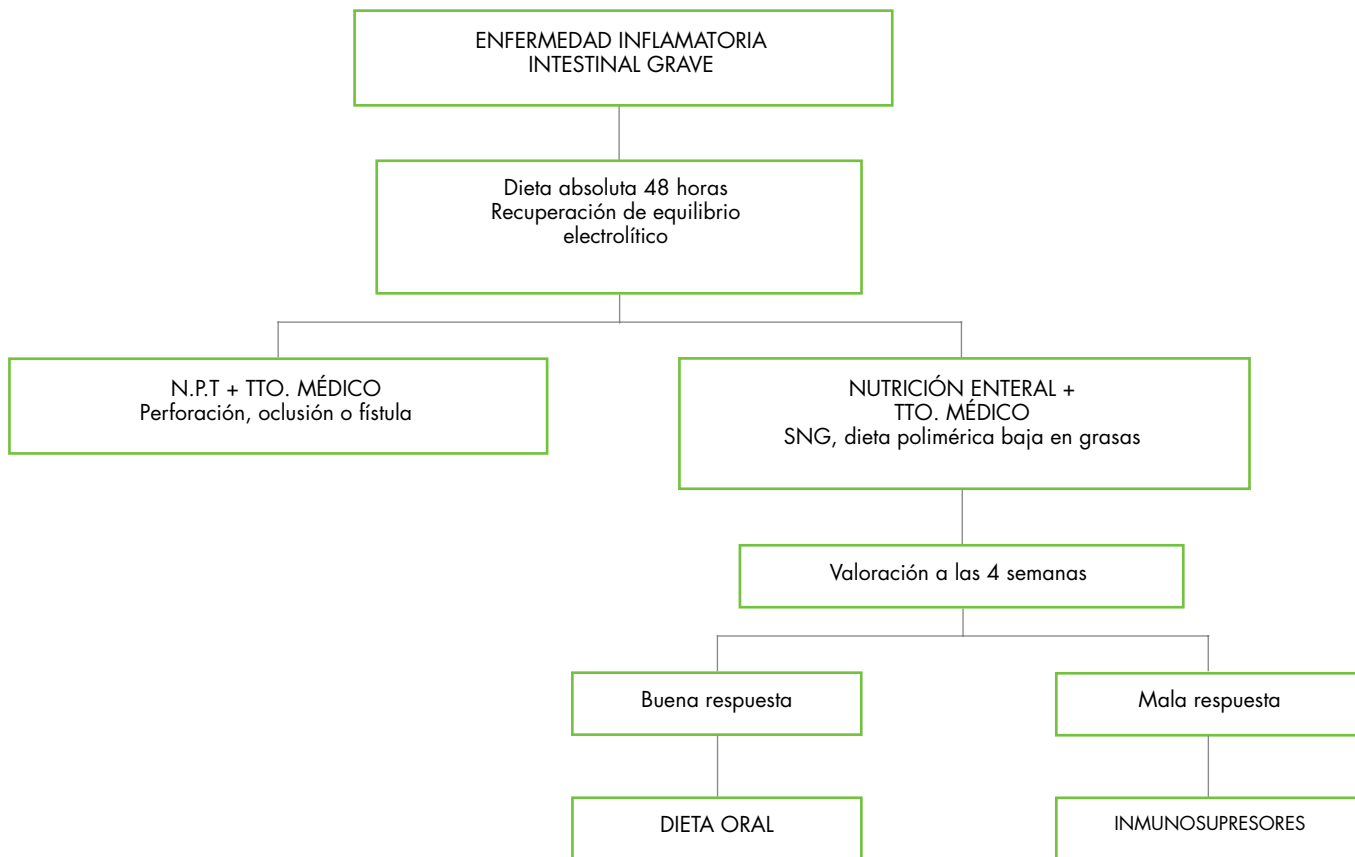 ENFERMEDAD INFLAMATORIA
INTESTINAL GRAVE
Dieta absoluta 48 horas
Recuperación de equilibrio
electrolítico
N.P.T + TTO. MÉDICO
Perforación, oclusión o fístula
NUTRICIÓN ENTERAL +
TTO. MÉDICO
SNG, dieta polimérica baja en grasas
Valoración a las 4 semanas
Buena respuesta
Mala respuesta
DIETA ORAL
INMUNOSUPRESORES